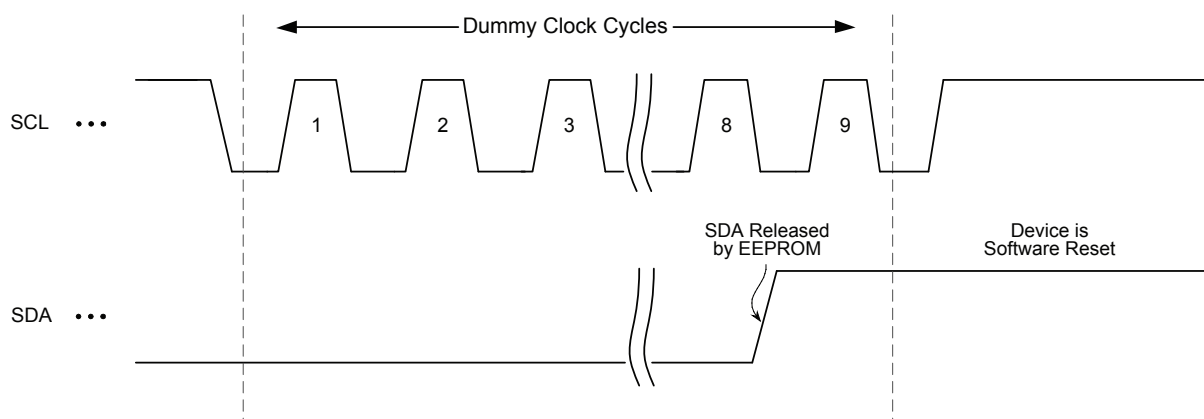 Dummy Clock Cycles
SCL •••
1
2
3
8
9
SDA Released
by EEPROM
Device is
Software Reset
SDA •••